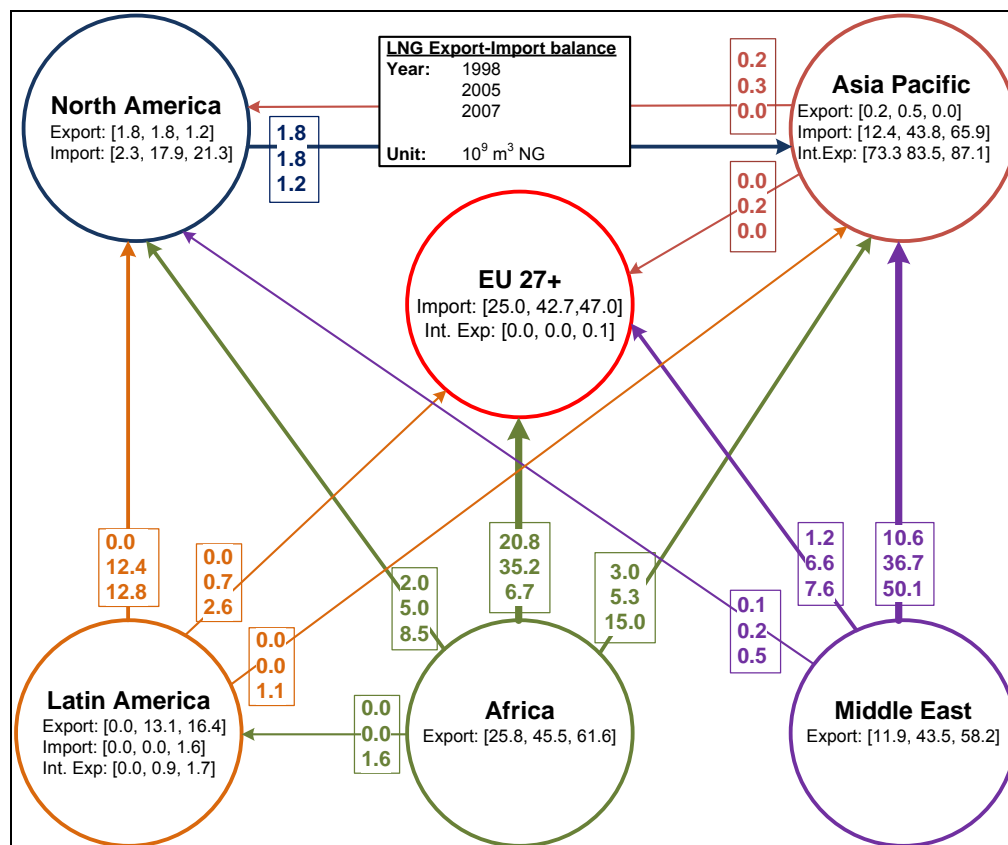 LNG Export-Import balance
Year: 1998
2005
2007
Unit: 10⁹ m³ NG
North America
Export: [1.8, 1.8, 1.2]
Import: [2.3, 17.9, 21.3]
1.8
1.8
1.2
0.2
0.3
0.0
Asia Pacific
Export: [0.2, 0.5, 0.0]
Import: [12.4, 43.8, 65.9]
Int.Exp: [73.3 83.5, 87.1]
0.0
0.2
0.0
EU 27+
Import: [25.0, 42.7,47.0]
Int. Exp: [0.0, 0.0, 0.1]
0.0
12.4
12.8
0.0
0.7
2.6
0.0
0.0
1.1
2.0
5.0
8.5
20.8
35.2
6.7
3.0
5.3
15.0
0.1
0.2
0.5
1.2
6.6
7.6
10.6
36.7
50.1
Latin America
Export: [0.0, 13.1, 16.4]
Import: [0.0, 0.0, 1.6]
Int. Exp: [0.0, 0.9, 1.7]
0.0
0.0
1.6
Africa
Export: [25.8, 45.5, 61.6]
Middle East
Export: [11.9, 43.5, 58.2]